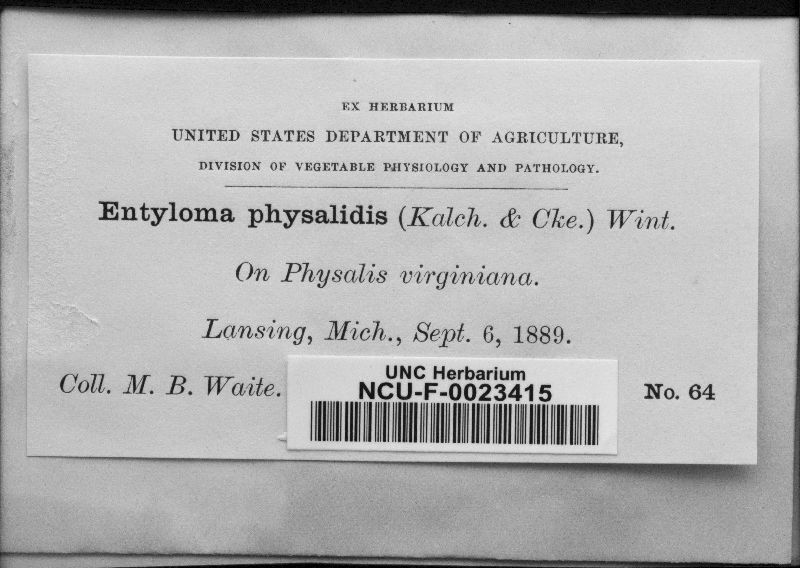 EX HERBARIUM
UNITED STATES DEPARTMENT OF AGRICULTURE,
DIVISION OF VEGETABLE PHYSIOLOGY AND PATHOLOGY.
Entyloma physalidis (Kalch. & Cke.) Wint.
On Physalis virginiana.
Lansing, Mich., Sept. 6, 1889.
Coll. M. B. Waite.
UNC Herbarium
NCU-F-0023415
No. 64